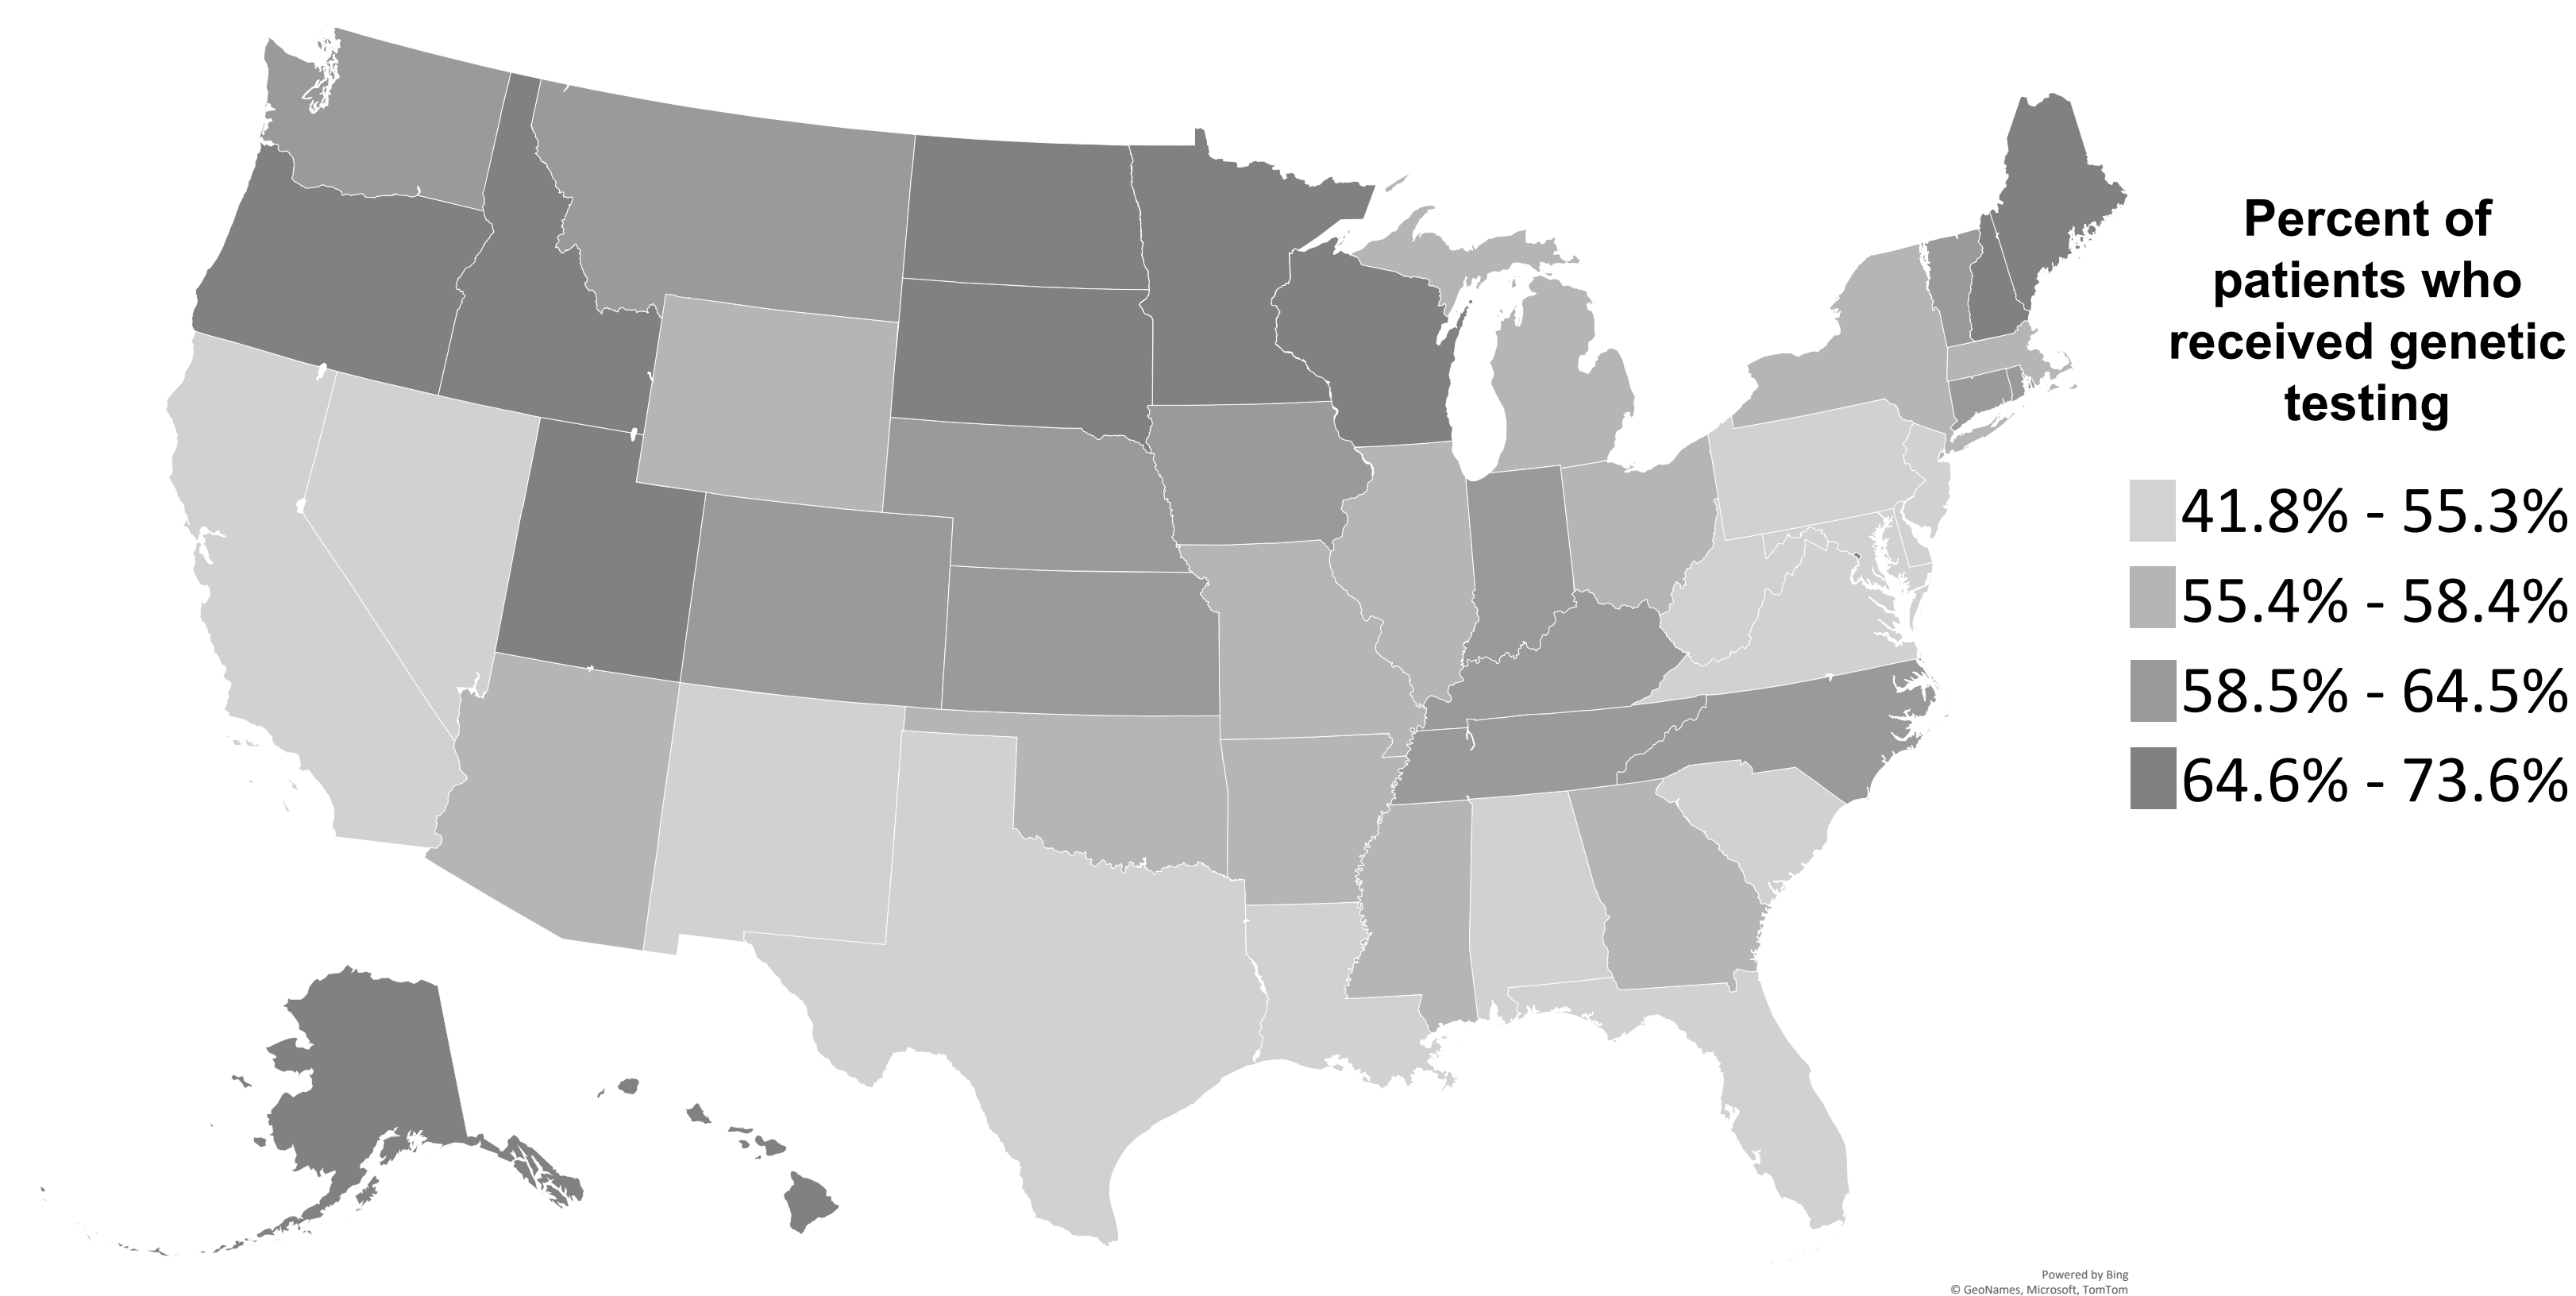 Percent of
patients who
received genetic
testing
41.8% - 55.3%
55.4% - 58.4%
58.5% - 64.5%
64.6% - 73.6%
Powered by Bing
© GeoNames, Microsoft, TomTom